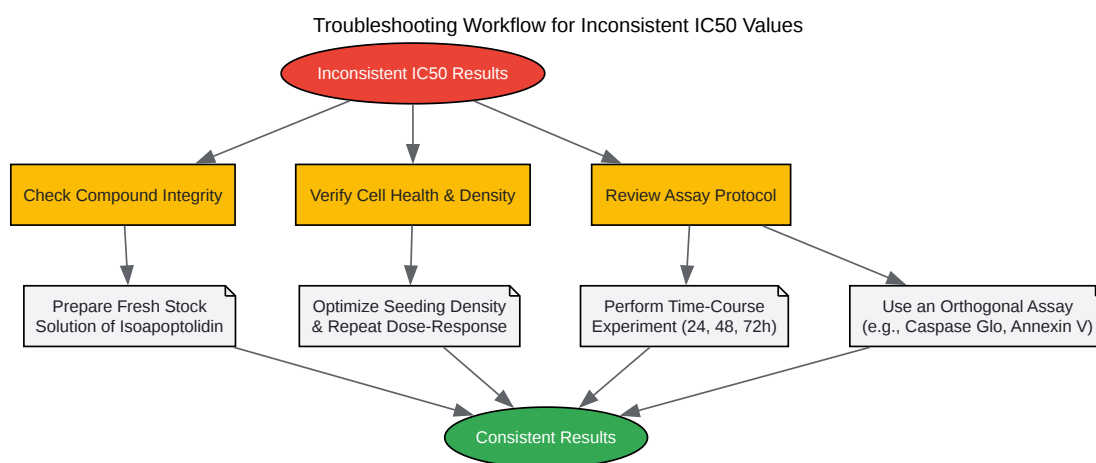 Troubleshooting Workflow for Inconsistent IC50 Values
Inconsistent IC50 Results
Check Compound Integrity
Verify Cell Health & Density
Review Assay Protocol
Prepare Fresh Stock
Solution of Isoapoptolidin
Optimize Seeding Density
& Repeat Dose-Response
Perform Time-Course
Experiment (24, 48, 72h)
Use an Orthogonal Assay
(e.g., Caspase Glo, Annexin V)
Consistent Results